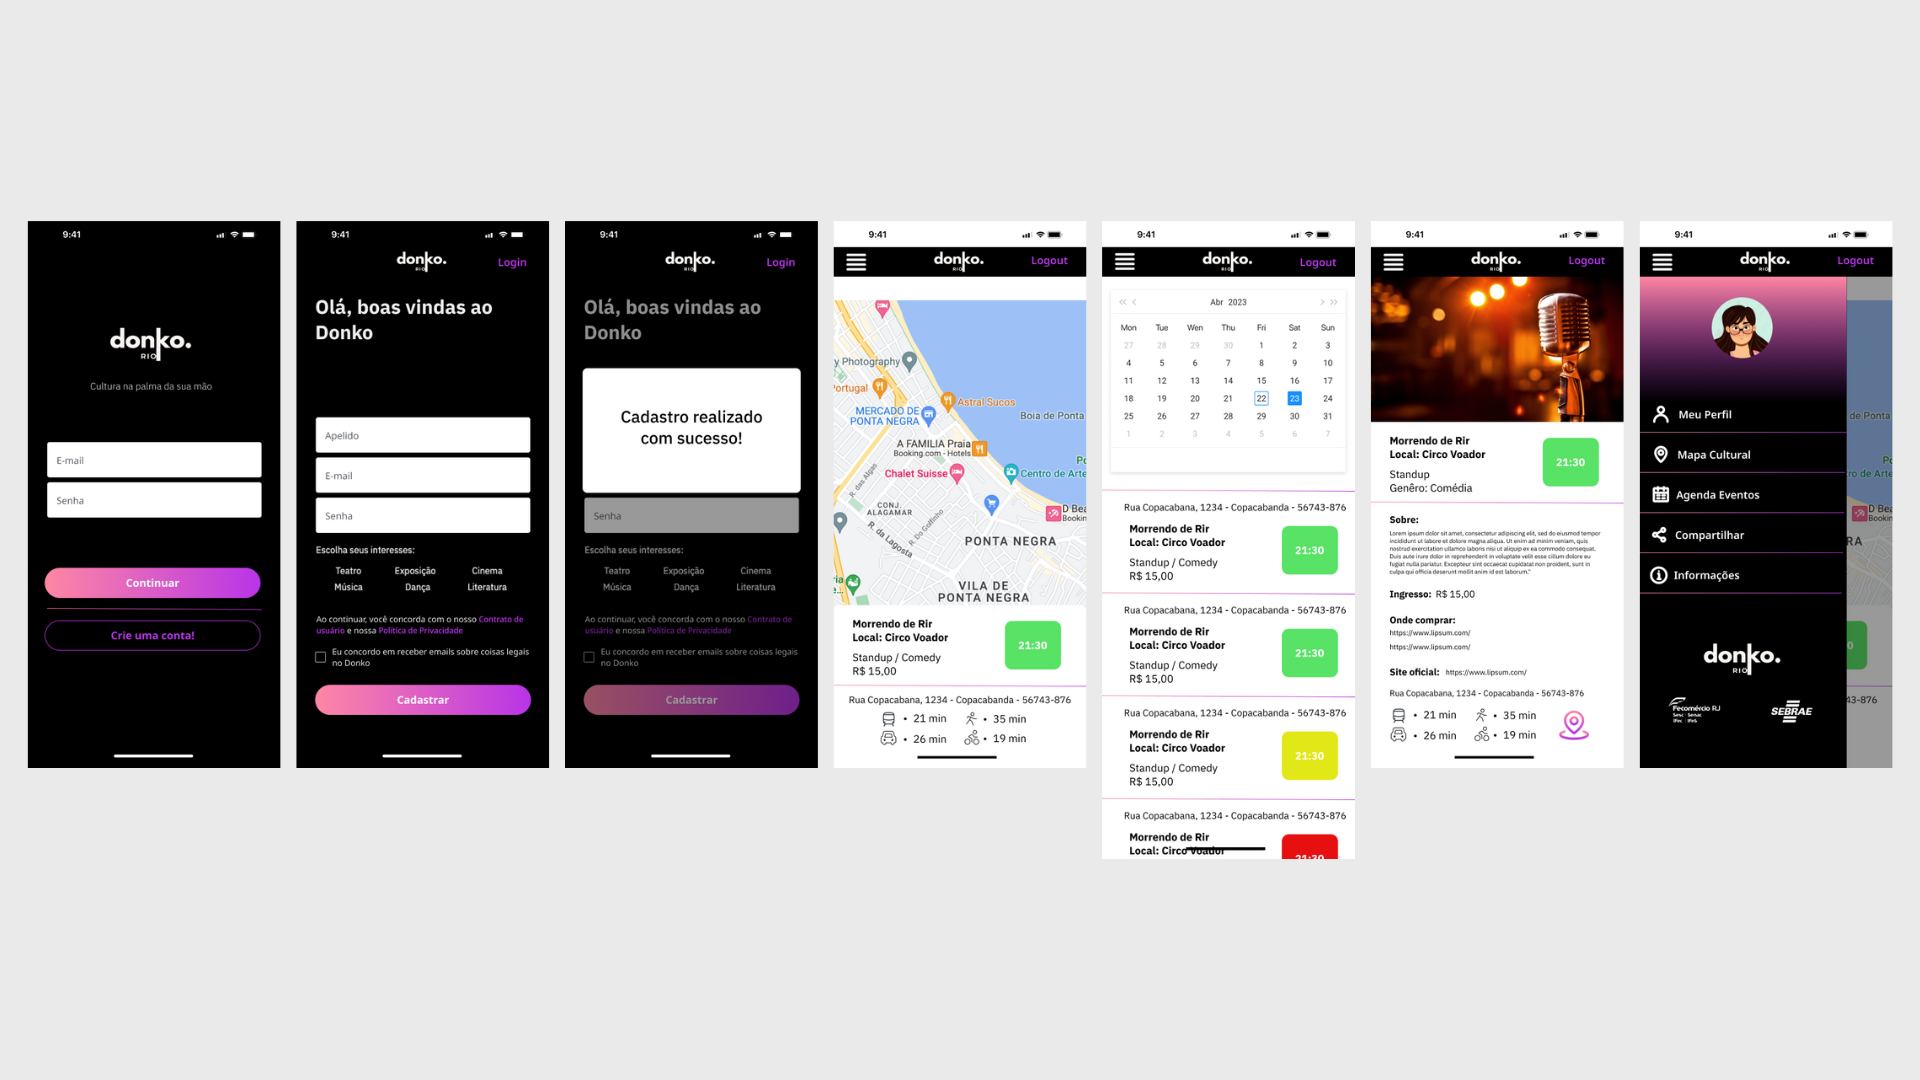 9:41
donko.
RIO
Cultura na palma da sua mão
E-mail
Senha
Continuar
Crie uma conta!
9:41
donko.
RIO
Login
Olá, boas vindas ao
Donko
Apelido
E-mail
Senha
Escolha seus interesses:
Teatro Exposição Cinema
Música Dança Literatura
Ao continuar, você concorda com o nosso Contrato de
usuário e nossa Política de Privacidade
Eu concordo em receber emails sobre coisas legais
no Donko
Cadastrar
9:41
donko.
RIO
Login
Olá, boas vindas ao
Donko
Cadastro realizado
com sucesso!
Senha
Escolha seus interesses:
Teatro Exposição Cinema
Música Dança Literatura
Ao continuar, você concorda com o nosso Contrato de
usuário e nossa Política de Privacidade
Eu concordo em receber emails sobre coisas legais
no Donko
Cadastrar
9:41
donko.
RIO
Logout
y Photography
Portugal
Astral Sucos
MERCADO DE
PONTA NEGRA
Boia de Ponta
A FAMILIA Praia
Booking.com - Hotels
Chalet Suisse
Centro de Arte
R. das Algas
CONJ.
ALAGAMAR
R. Do Golfinho
R. da Lagosta
D'Bea
Bookin
PONTA NEGRA
VILA DE
PONTA NEGRA
Morrendo de Rir
Local: Circo Voador
Standup / Comedy
R$ 15,00
21:30
Rua Copacabana, 1234 - Copacabanda - 56743-876
• 21 min • 35 min
• 26 min • 19 min
9:41
donko.
RIO
Logout
Abr 2023
Mon Tue Wen Thu Fri Sat Sun
27 28 29 30 1 2 3
4 5 6 7 8 9 10
11 12 13 14 15 16 17
18 19 20 21 22 23 24
25 26 27 28 29 30 31
1 2 3 4 5 6 7
Rua Copacabana, 1234 - Copacabanda - 56743-876
Morrendo de Rir
Local: Circo Voador
Standup / Comedy
R$ 15,00
21:30
Rua Copacabana, 1234 - Copacabanda - 56743-876
Morrendo de Rir
Local: Circo Voador
Standup / Comedy
R$ 15,00
21:30
Rua Copacabana, 1234 - Copacabanda - 56743-876
Morrendo de Rir
Local: Circo Voador
Standup / Comedy
R$ 15,00
21:30
Rua Copacabana, 1234 - Copacabanda - 56743-876
Morrendo de Rir
Local: Circo Voador
21:30
9:41
donko.
RIO
Logout
Morrendo de Rir
Local: Circo Voador
Standup
Genêro: Comédia
21:30
Sobre:
Lorem ipsum dolor sit amet, consectetur adipiscing elit, sed do eiusmod tempor
incididunt ut labore et dolore magna aliqua. Ut enim ad minim veniam, quis
nostrud exercitation ullamco laboris nisi ut aliquip ex ea commodo consequat.
Duis aute irure dolor in reprehenderit in voluptate velit esse cillum dolore eu
fugiat nulla pariatur. Excepteur sint occaecat cupidatat non proident, sunt in
culpa qui officia deserunt mollit anim id est laborum."
Ingresso: R$ 15,00
Onde comprar:
https://www.lipsum.com/
https://www.lipsum.com/
Site oficial: https://www.lipsum.com/
Rua Copacabana, 1234 - Copacabanda - 56743-876
• 21 min • 35 min
• 26 min • 19 min
9:41
donko.
RIO
Logout
Meu Perfil
Mapa Cultural
Agenda Eventos
Compartilhar
Informações
donko.
RIO
Fecomércio RJ
Sesc Senac
IFec IFeS
SEBRAE
de Ponta
de Arte
D'Bea
Bookin
RA
0
43-876